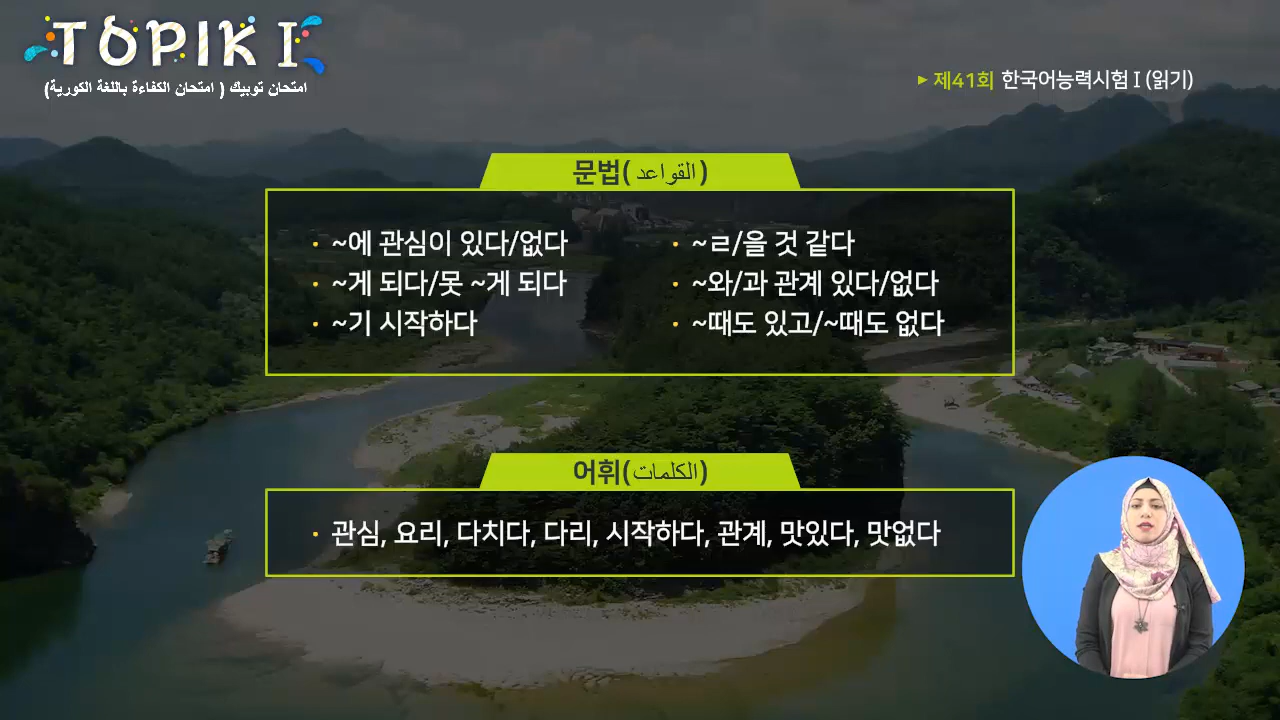 TOPIK I
امتحان توبيك ( امتحان الكفاءة باللغة الكورية)
▶ 제41회 한국어능력시험 I (읽기)
문법(القواعد)
· ~에 관심이 있다/없다
· ~게 되다/못 ~게 되다
· ~기 시작하다
· ~ㄹ/을 것 같다
· ~와/과 관계 있다/없다
· ~때도 있고/~때도 없다
어휘(الكلمات)
· 관심, 요리, 다치다, 다리, 시작하다, 관계, 맛있다, 맛없다